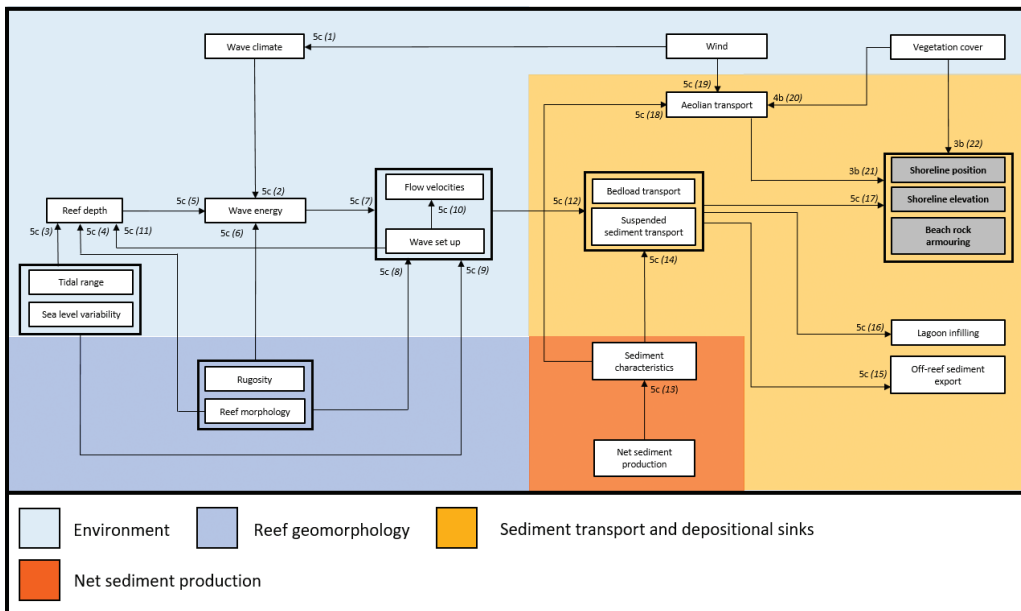 Wave climate
5c (1)
Wind
Vegetation cover
5c (19)
Aeolian transport
4b (20)
5c (18)
3b (22)
5c (2)
Flow velocities
Bedload transport
3b (21)
Shoreline position
Reef depth
5c (5)
Wave energy
5c (7)
5c (10)
5c (12)
Suspended
sediment transport
5c (17)
Shoreline elevation
5c (3)
5c (4)
5c (11)
5c (6)
Wave set up
Beach rock
armouring
5c (8)
5c (9)
5c (14)
Tidal range
Sea level variability
5c (16)
Lagoon infilling
Sediment
characteristics
5c (15)
Off-reef sediment
export
Rugosity
Reef morphology
5c (13)
Net sediment
production
Environment
Reef geomorphology
Sediment transport and depositional sinks
Net sediment production